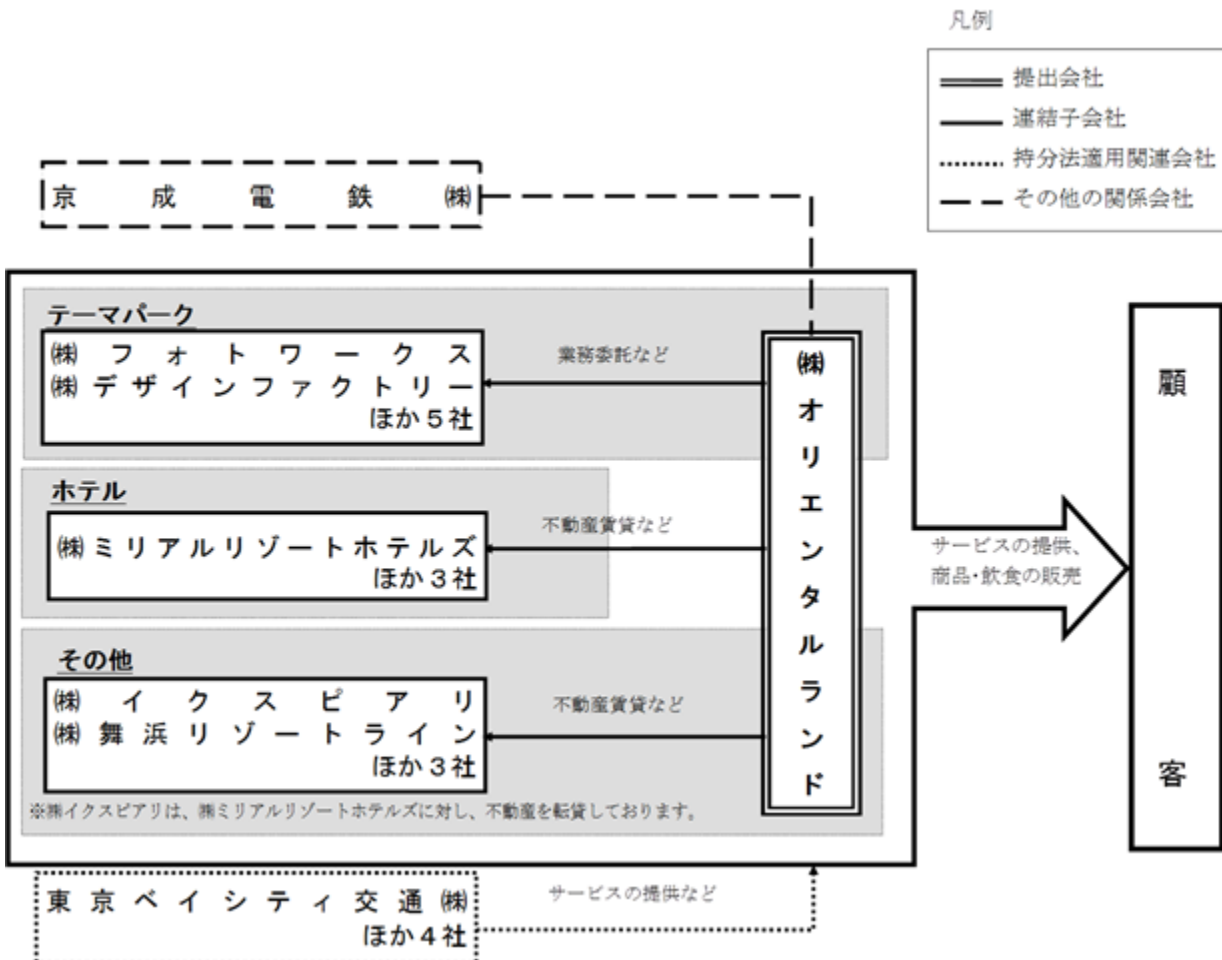 凡例
提出会社
連結子会社
持分法適用関連会社
その他の関係会社
京成電鉄㈱
テーマパーク
㈱フォトワークス
㈱デザインファクトリー
ほか5社
業務委託など
ホテル
㈱ミリアルリゾートホテルズ
ほか3社
不動産賃貸など
その他
㈱イクスピアリ
㈱舞浜リゾートライン
ほか3社
不動産賃貸など
※㈱イクスピアリは、㈱ミリアルリゾートホテルズに対し、不動産を転貸しております。
㈱オリエンタルランド
サービスの提供、
商品・飲食の販売
顧客
東京ベイシティ交通㈱
ほか4社
サービスの提供など